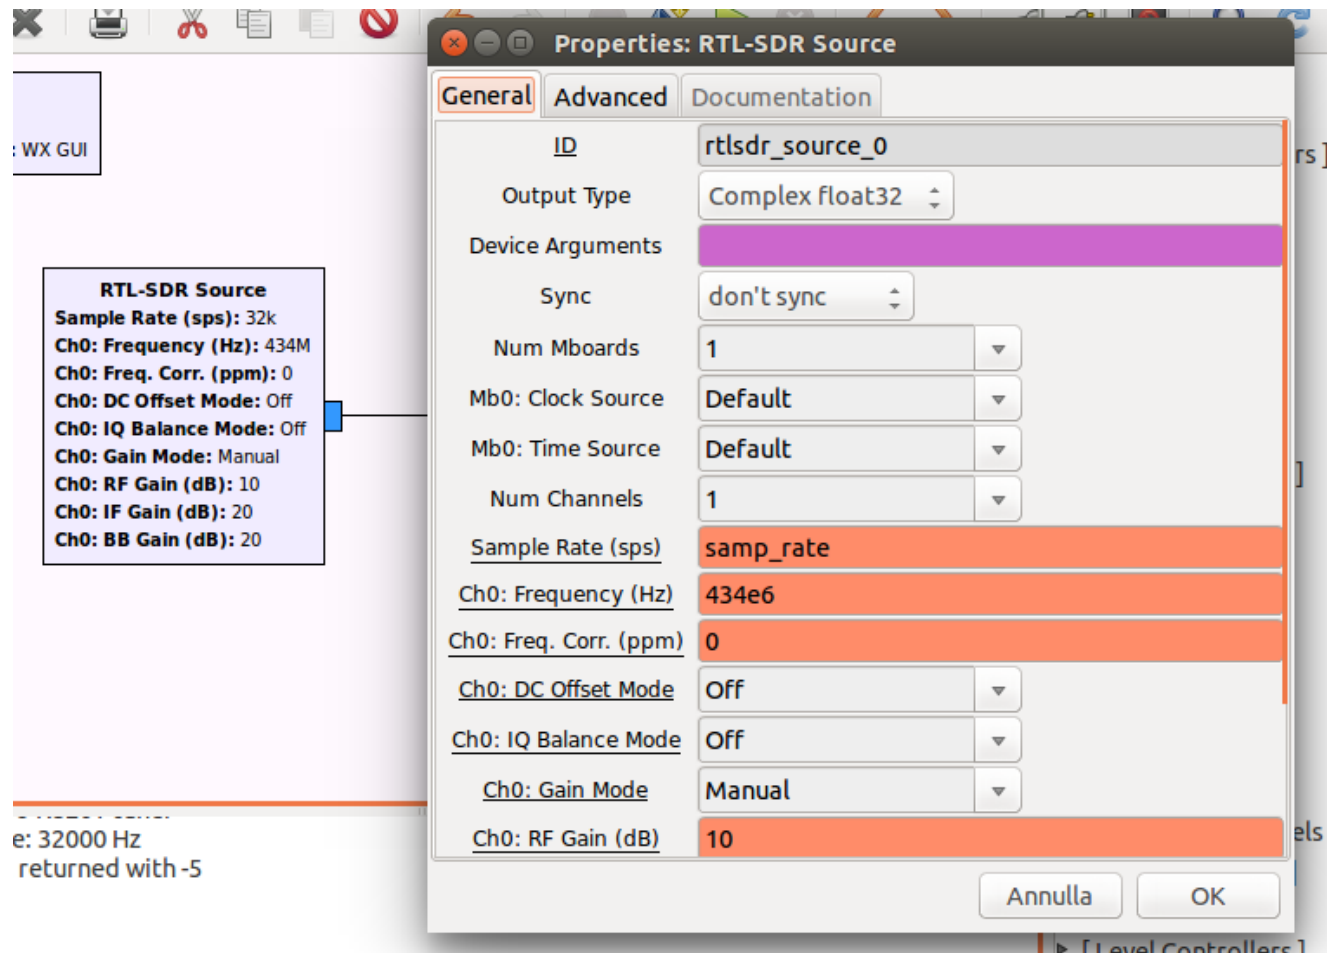 Properties: RTL-SDR Source
General Advanced Documentation
: WX GUI
ID rtlsdr_source_0
rs]
Output Type Complex float32
Device Arguments
Sync don't sync
Num Mboards 1
Mb0: Clock Source Default
Mb0: Time Source Default
]
Num Channels 1
Sample Rate (sps) samp_rate
Ch0: Frequency (Hz) 434e6
Ch0: Freq. Corr. (ppm) 0
Ch0: DC Offset Mode Off
Ch0: IQ Balance Mode Off
Ch0: Gain Mode Manual
Ch0: RF Gain (dB) 10
els
Annulla OK
[ Level Controllers ]
RTL-SDR Source
Sample Rate (sps): 32k
Ch0: Frequency (Hz): 434M
Ch0: Freq. Corr. (ppm): 0
Ch0: DC Offset Mode: Off
Ch0: IQ Balance Mode: Off
Ch0: Gain Mode: Manual
Ch0: RF Gain (dB): 10
Ch0: IF Gain (dB): 20
Ch0: BB Gain (dB): 20
e: 32000 Hz
returned with -5